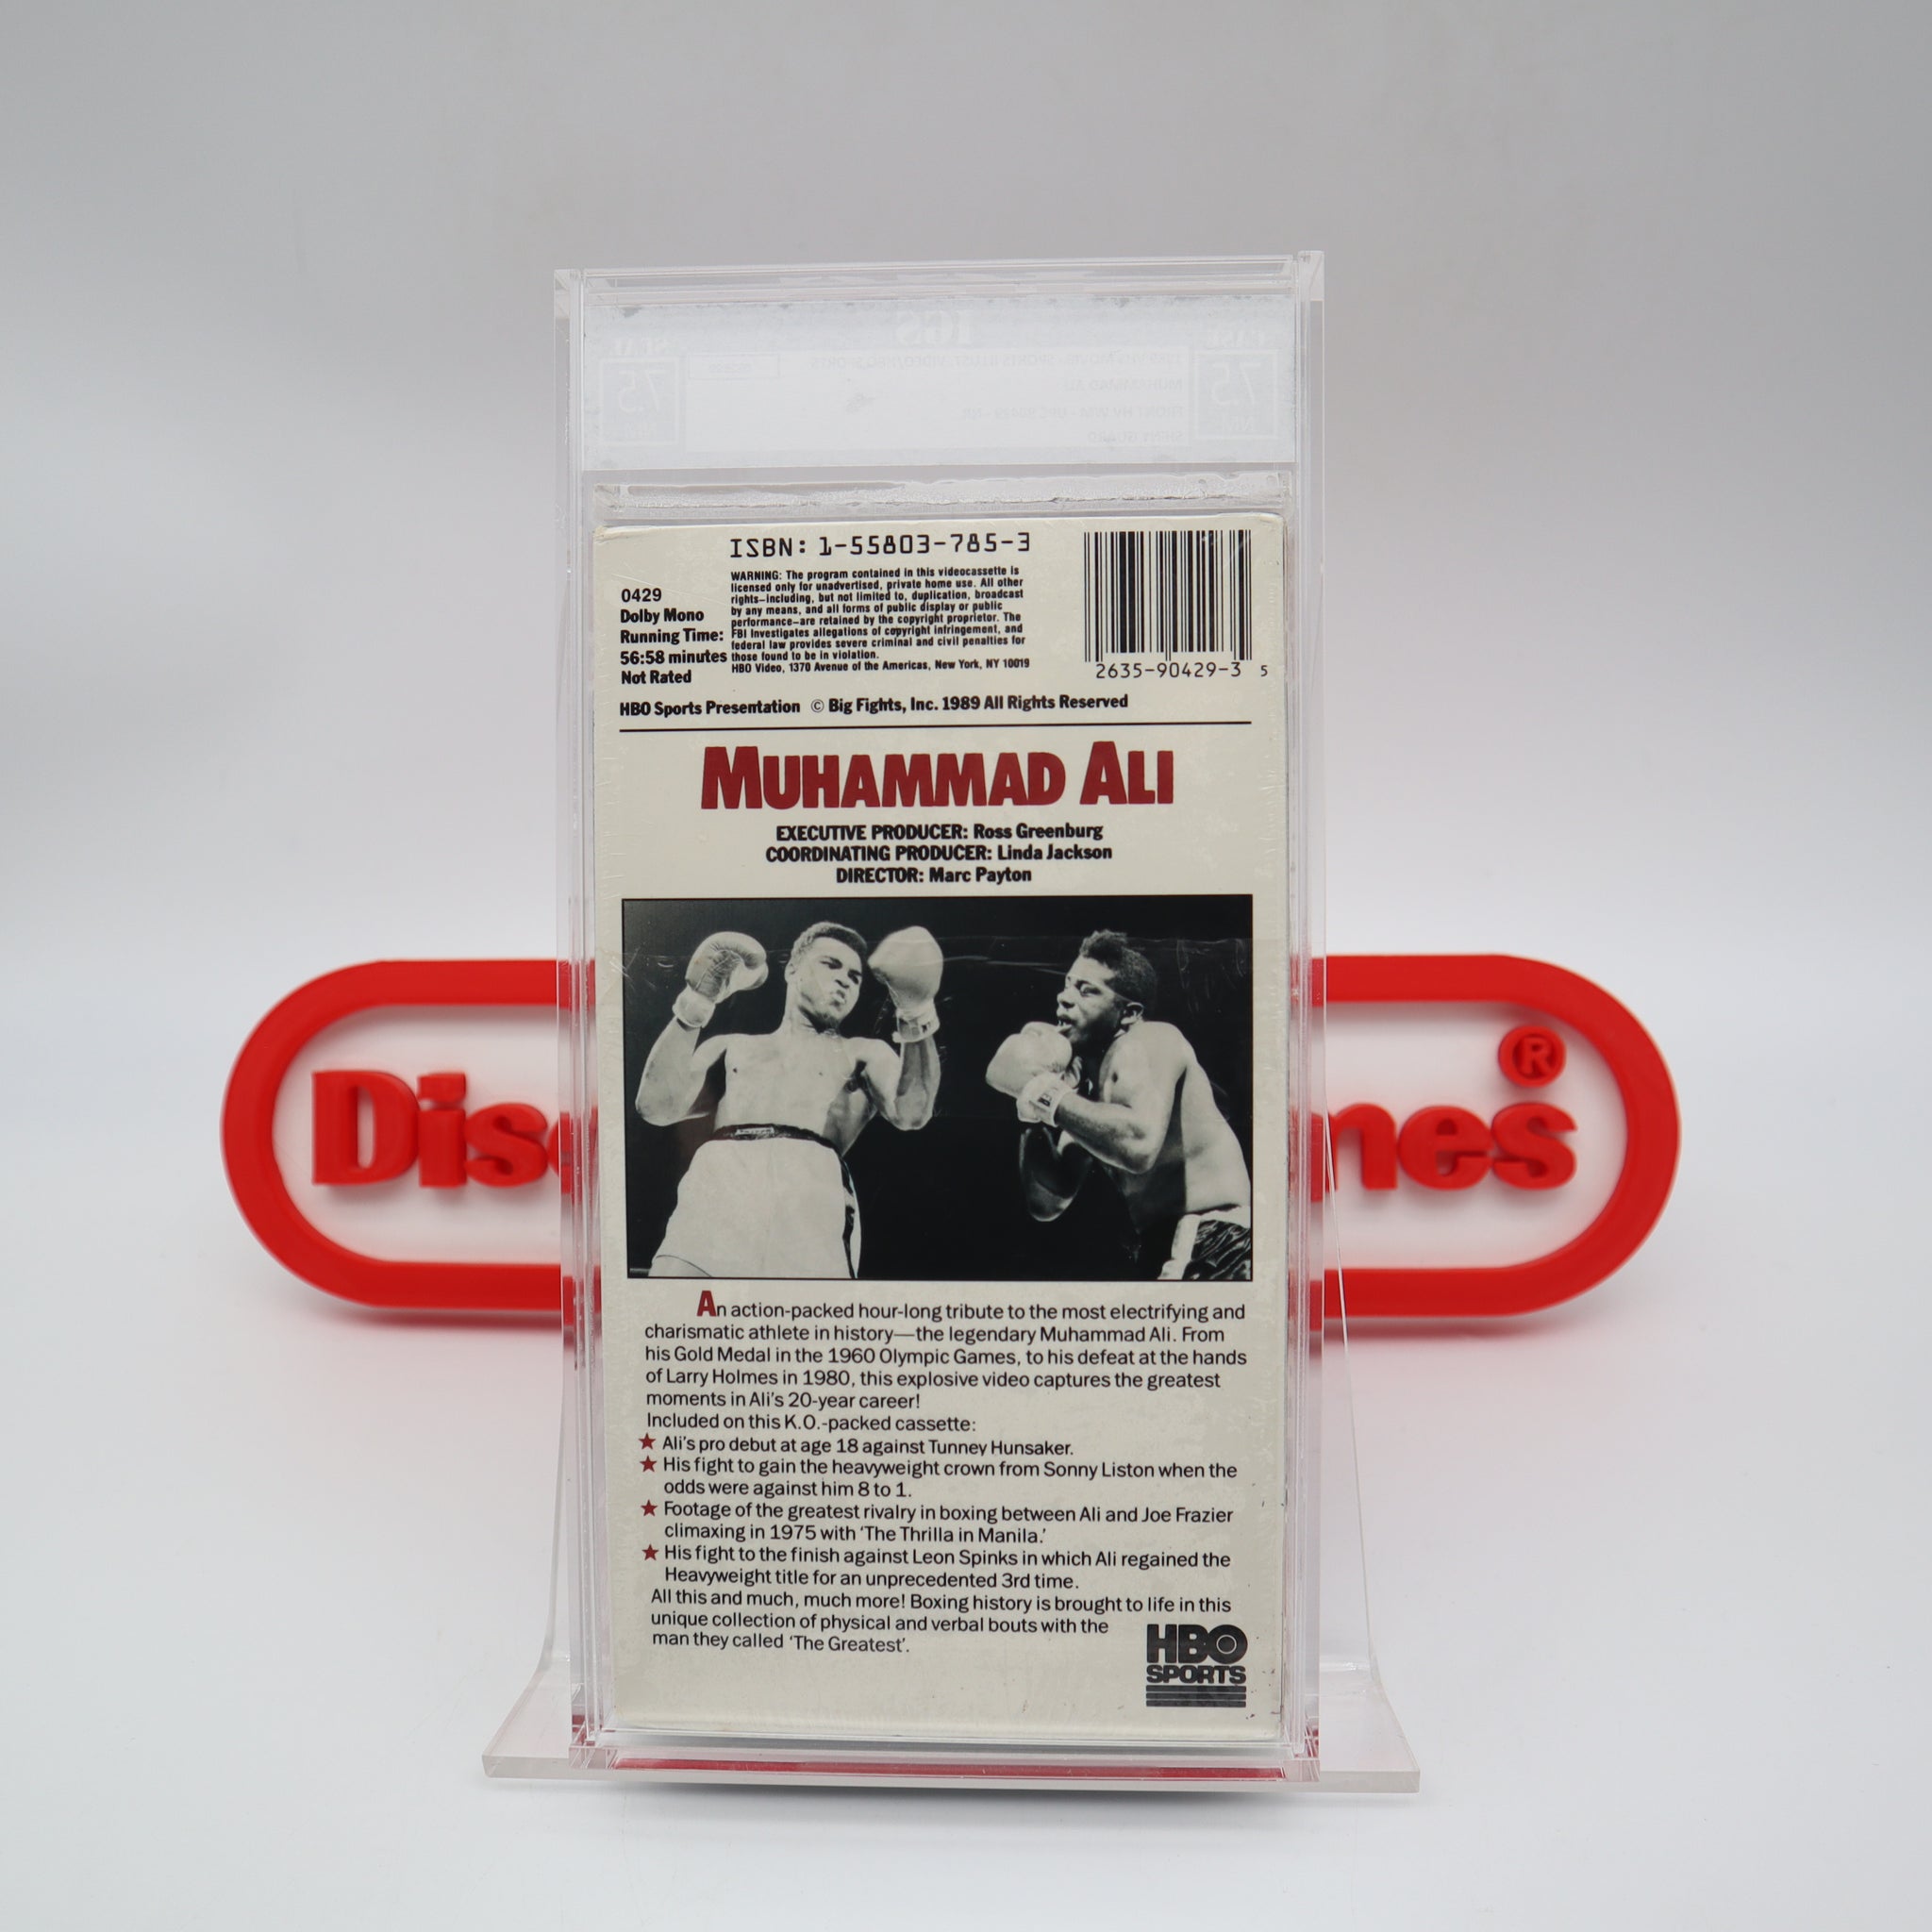 IGS
CASE
SEAL
7.5
7.5
MUHAMMAD ALI
ISBN: 1-55803-785-3
0429
Dolby Mono
Running Time:
56:58 minutes
Not Rated
WARNING: The program contained in this videocassette is
licensed only for unadvertised, private home use. All other
rights—including, but not limited to, duplication, broadcast
by any means, and all forms of public display or public
performance—are retained by the copyright proprietor. The
FBI Investigates allegations of copyright infringement, and
federal law provides severe criminal and civil penalties for
those found to be in violation.
HBO Video, 1370 Avenue of the Americas, New York, NY 10019
2635-90429-3 5
HBO Sports Presentation © Big Fights, Inc. 1989 All Rights Reserved
MUHAMMAD ALI
EXECUTIVE PRODUCER: Ross Greenburg
COORDINATING PRODUCER: Linda Jackson
DIRECTOR: Marc Payton
An action-packed hour-long tribute to the most electrifying and
charismatic athlete in history—the legendary Muhammad Ali. From
his Gold Medal in the 1960 Olympic Games, to his defeat at the hands
of Larry Holmes in 1980, this explosive video captures the greatest
moments in Ali's 20-year career!
Included on this K.O.-packed cassette:
★ Ali's pro debut at age 18 against Tunney Hunsaker.
★ His fight to gain the heavyweight crown from Sonny Liston when the
odds were against him 8 to 1.
★ Footage of the greatest rivalry in boxing between Ali and Joe Frazier
climaxing in 1975 with 'The Thrilla in Manila.'
★ His fight to the finish against Leon Spinks in which Ali regained the
Heavyweight title for an unprecedented 3rd time.
All this and much, much more! Boxing history is brought to life in this
unique collection of physical and verbal bouts with the
man they called 'The Greatest'.
HBO
SPORTS
Disc mes ®